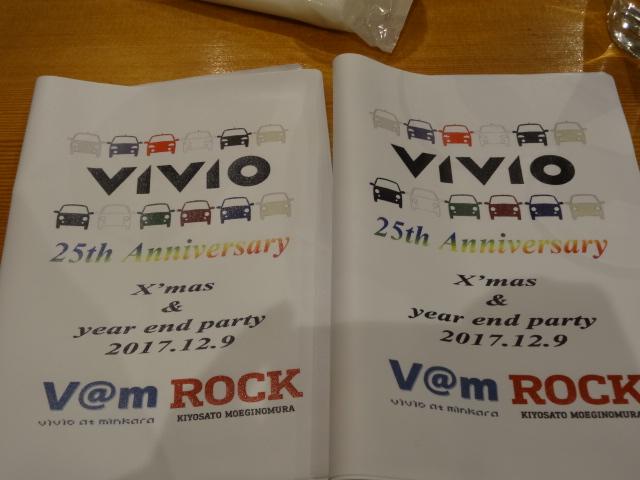 VIVIO
25th Anniversary
X'mas
&
year end party
2017.12.9
V@m ROCK
vivio at minkara KIYOSATO MOEGINOMURA
VIVIO
25th Anniversary
X'mas
&
year end party
2017.12.9
V@m ROCK
vivio at minkara KIYOSATO MOEGINOMURA